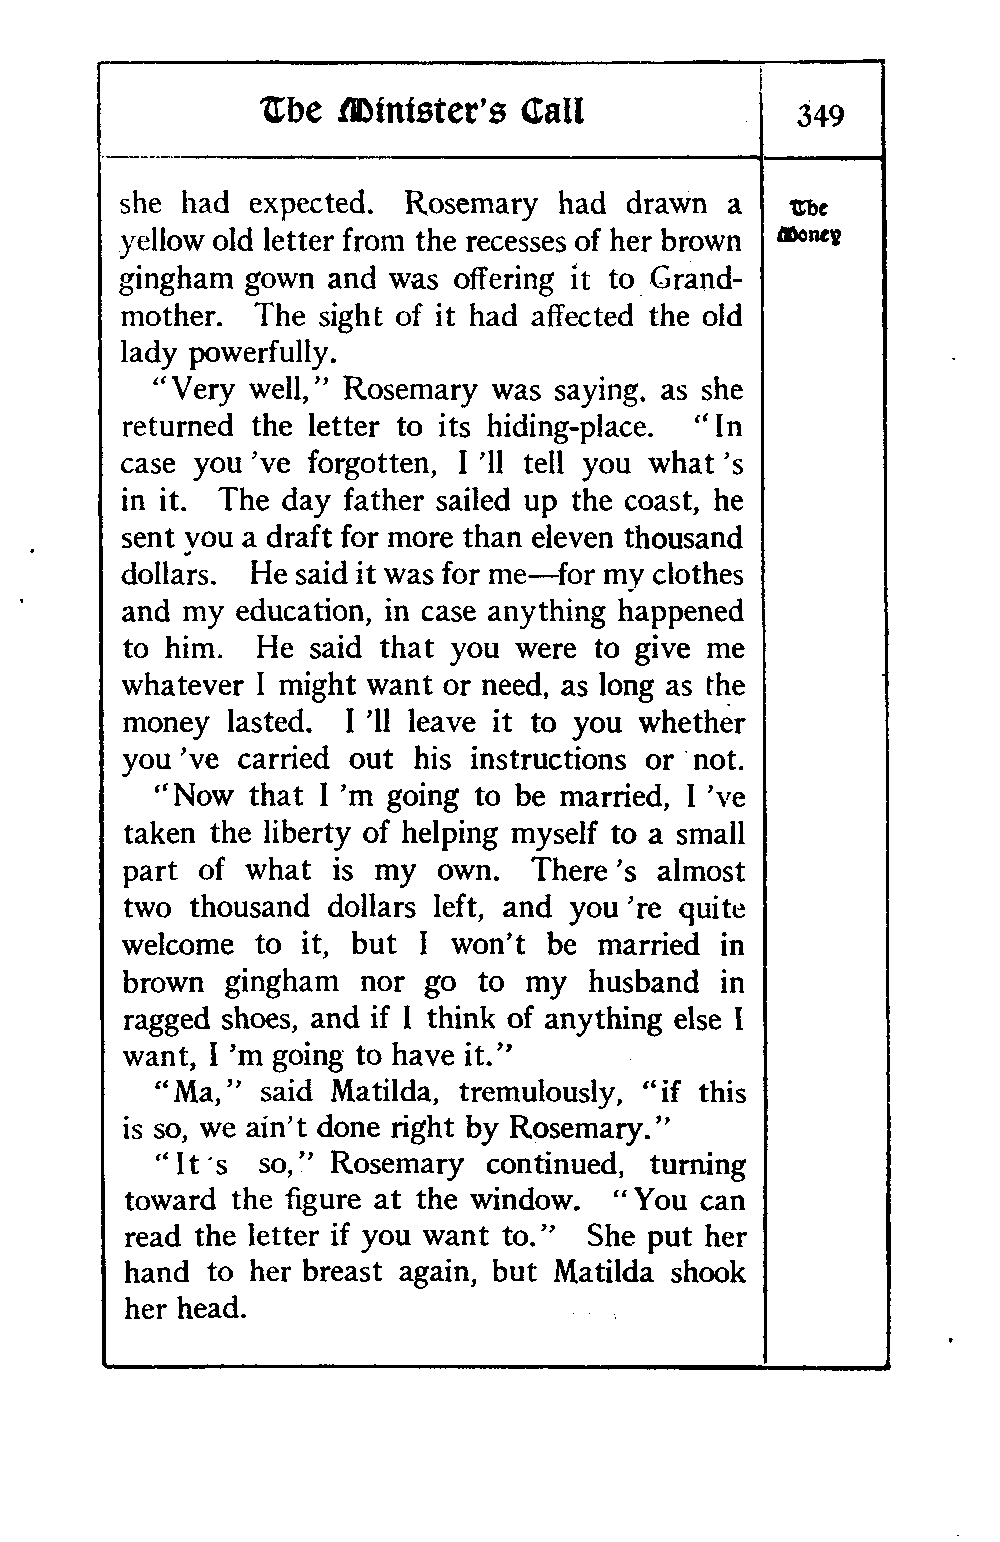 The Minister's Call
349
The
Money
she had expected. Rosemary had drawn a
yellow old letter from the recesses of her brown
gingham gown and was offering it to Grand-
mother. The sight of it had affected the old
lady powerfully.
"Very well," Rosemary was saying, as she
returned the letter to its hiding-place. "In
case you 've forgotten, I 'll tell you what 's
in it. The day father sailed up the coast, he
sent you a draft for more than eleven thousand
dollars. He said it was for me—for my clothes
and my education, in case anything happened
to him. He said that you were to give me
whatever I might want or need, as long as the
money lasted. I 'll leave it to you whether
you 've carried out his instructions or not.
"Now that I 'm going to be married, I 've
taken the liberty of helping myself to a small
part of what is my own. There 's almost
two thousand dollars left, and you 're quite
welcome to it, but I won't be married in
brown gingham nor go to my husband in
ragged shoes, and if I think of anything else I
want, I 'm going to have it."
"Ma," said Matilda, tremulously, "if this
is so, we ain't done right by Rosemary."
"It 's so," Rosemary continued, turning
toward the figure at the window. "You can
read the letter if you want to." She put her
hand to her breast again, but Matilda shook
her head.